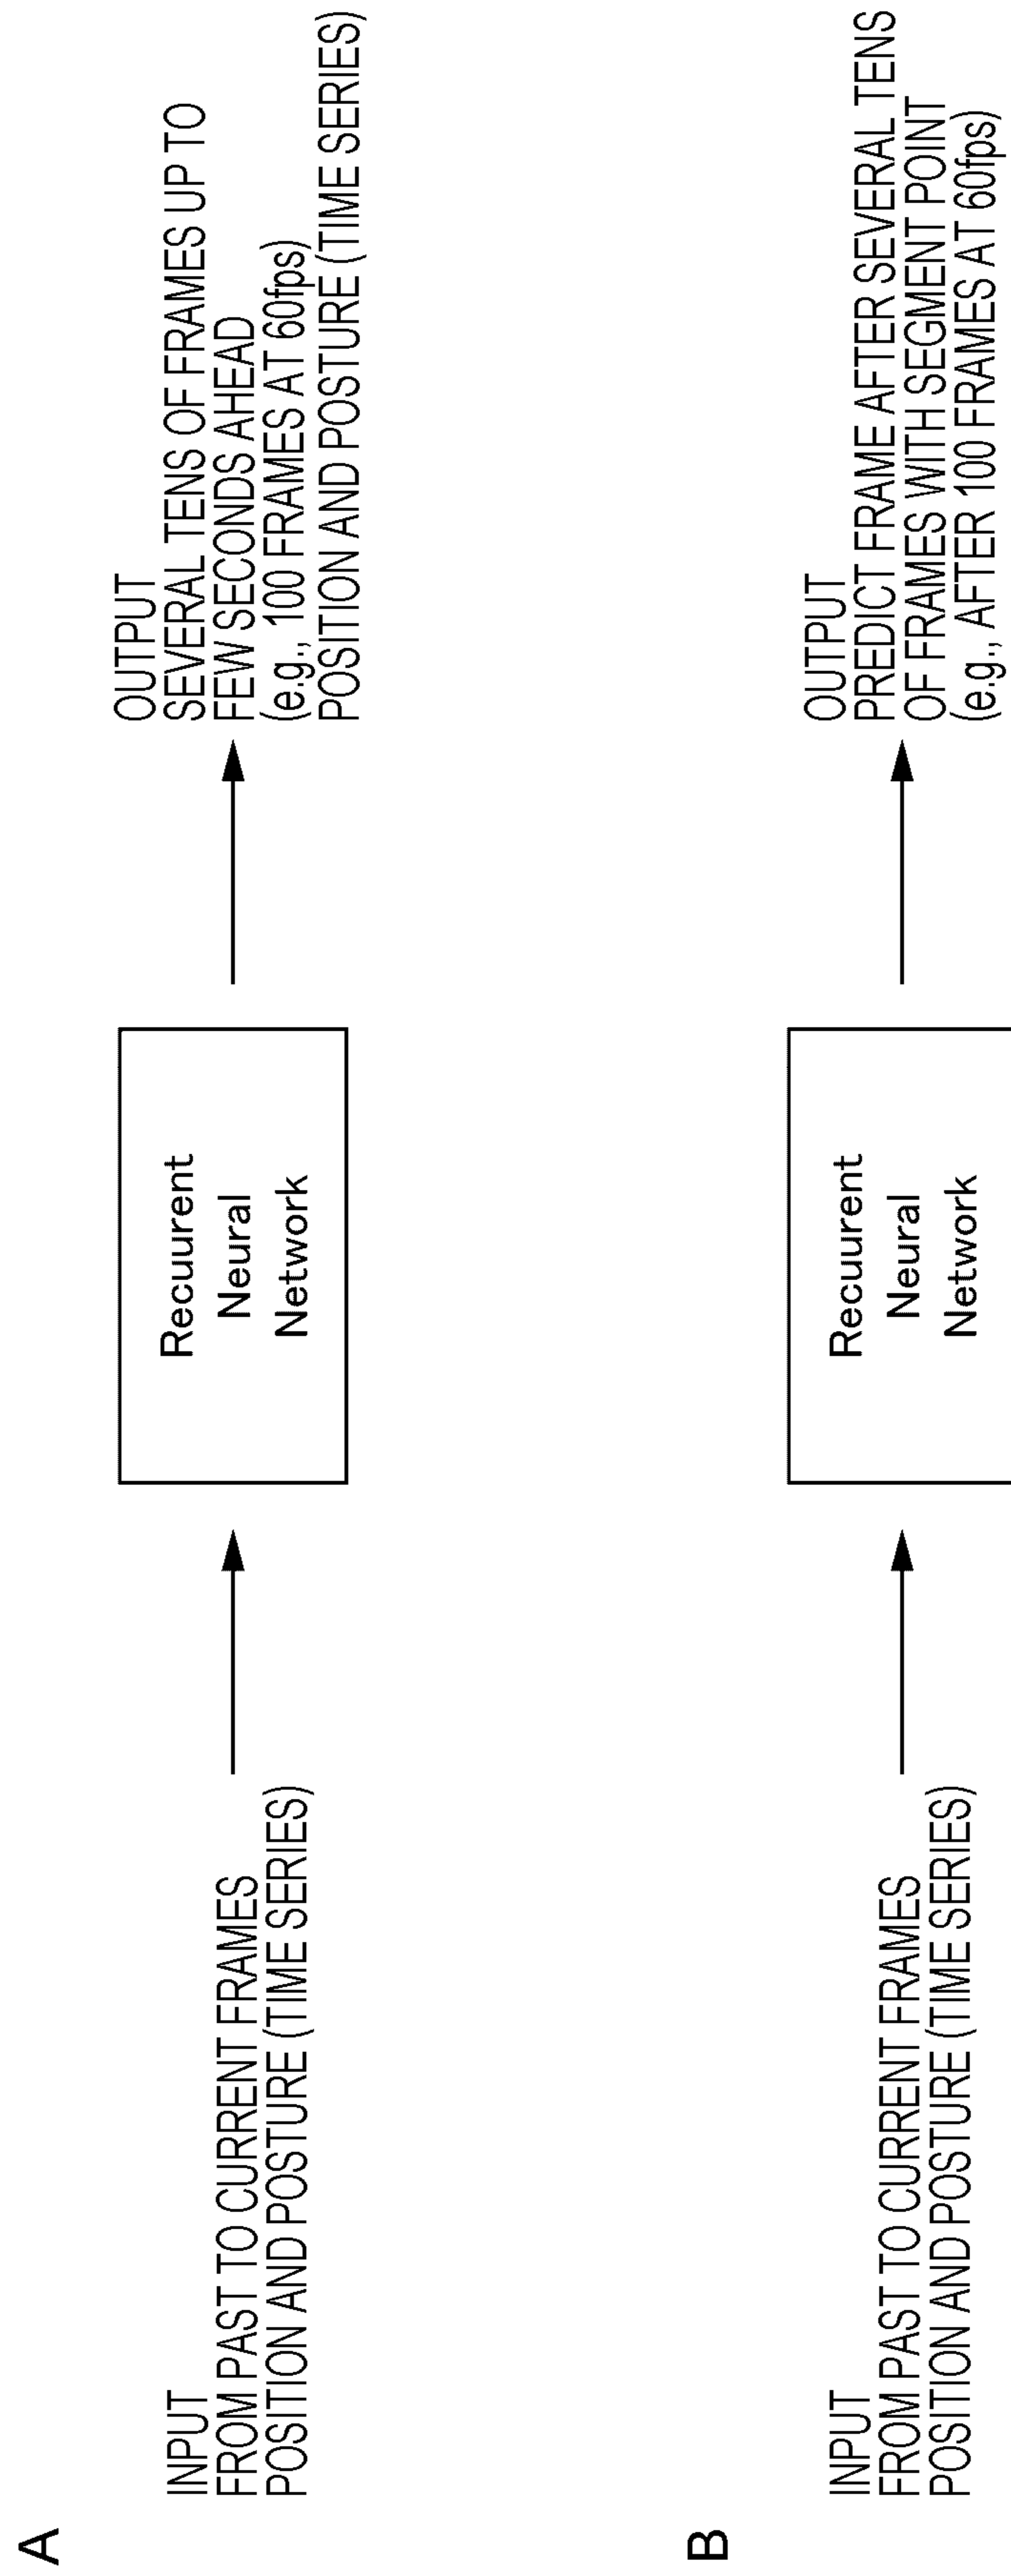 A
INPUT
FROM PAST TO CURRENT FRAMES
POSITION AND POSTURE (TIME SERIES)
Recuurent
Neural
Network
OUTPUT
SEVERAL TENS OF FRAMES UP TO
FEW SECONDS AHEAD
(e.g., 100 FRAMES AT 60fps)
POSITION AND POSTURE (TIME SERIES)
B
INPUT
FROM PAST TO CURRENT FRAMES
POSITION AND POSTURE (TIME SERIES)
Recuurent
Neural
Network
OUTPUT
PREDICT FRAME AFTER SEVERAL TENS
OF FRAMES WITH SEGMENT POINT
(e.g., AFTER 100 FRAMES AT 60fps)